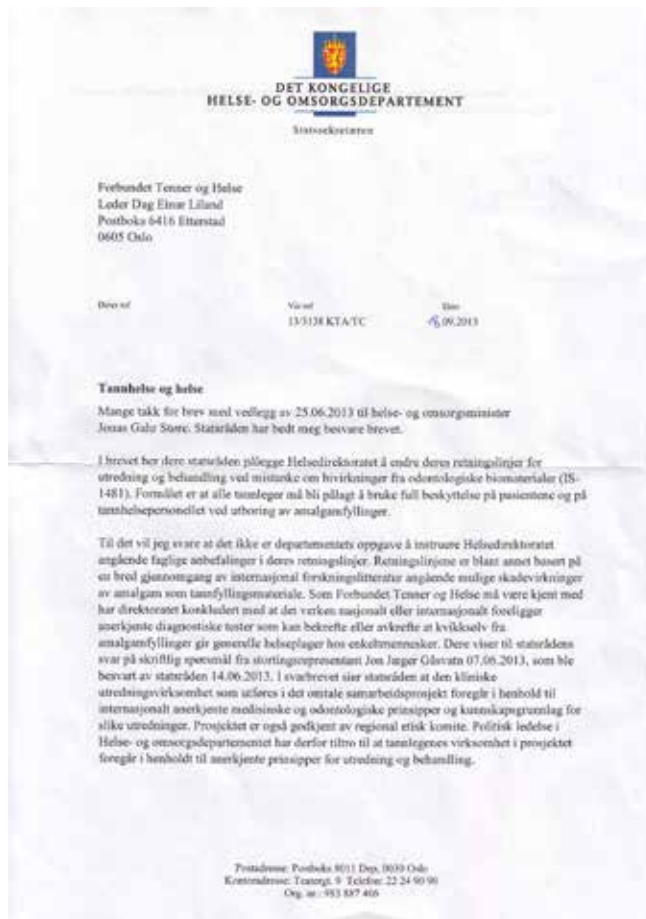 DET KONGELIGE
HELSE- OG OMSORGSDEPARTEMENT
Statssekretæren
Forbundet Tenner og Helse
Leder Dag Einar Liland
Postboks 6416 Etterstad
0605 Oslo
Deres ref
Vår ref
Dato
13/3138 KTA/TC
18.09.2013
Tannhelse og helse
Mange takk for brev med vedlegg av 25.06.2013 til helse- og omsorgsminister
Jonas Gahr Støre. Statsråden har bedt meg besvare brevet.
I brevet ber dere statsråden pålegge Helsedirektoratet å endre deres retningslinjer for
utredning og behandling ved mistanke om bivirkninger fra odontologiske biomaterialer (IS-
1481). Formålet er at alle tannleger må bli pålagt å bruke full beskyttelse på pasientene og på
tannhelsepersonellet ved utboring av amalgamfyllinger.
Til det vil jeg svare at det ikke er departementets oppgave å instruere Helsedirektoratet
angående faglige anbefalinger i deres retningslinjer. Retningslinjene er blant annet basert på
en bred gjennomgang av internasjonal forskningslitteratur angående mulige skadevirkninger
av amalgam som tannfyllingsmateriale. Som Forbundet Tenner og Helse må være kjent med
har direktoratet konkludert med at det verken nasjonalt eller internasjonalt foreligger
anerkjente diagnostiske tester som kan bekrefte eller avkrefte at kvikksølv fra
amalgamfyllinger gir generelle helseplager hos enkeltmennesker. Dere viser til statsrådens
svar på skriftlig spørsmål fra stortingsrepresentant Jon Jæger Gåsvatn 07.06.2013, som ble
besvart av statsråden 14.06.2013. I svarbrevet sier statsråden at den kliniske
utredningsvirksomhet som utføres i det omtale samarbeidsprosjekt foregår i henhold til
internasjonalt anerkjente medisinske og odontologiske prinsipper og kunnskapsgrunnlag for
slike utredninger. Prosjektet er også godkjent av regional etisk komite. Politisk ledelse i
Helse- og omsorgsdepartementet har derfor tiltro til at tannlegenes virksomhet i prosjektet
foregår i henholdt til anerkjente prinsipper for utredning og behandling.
Postadresse: Postboks 8011 Dep, 0030 Oslo
Kontoradresse: Teatergt. 9 Telefon: 22 24 90 90
Org. nr.: 983 887 406